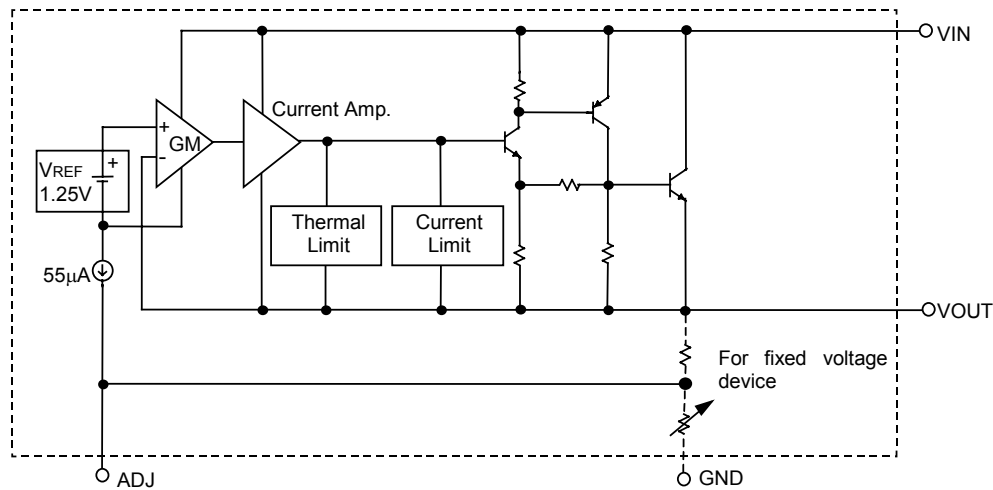 VIN
Current Amp.
+
GM
-
VREF
+
1.25V
Thermal
Limit
Current
Limit
55μA
VOUT
For fixed voltage
device
ADJ
GND